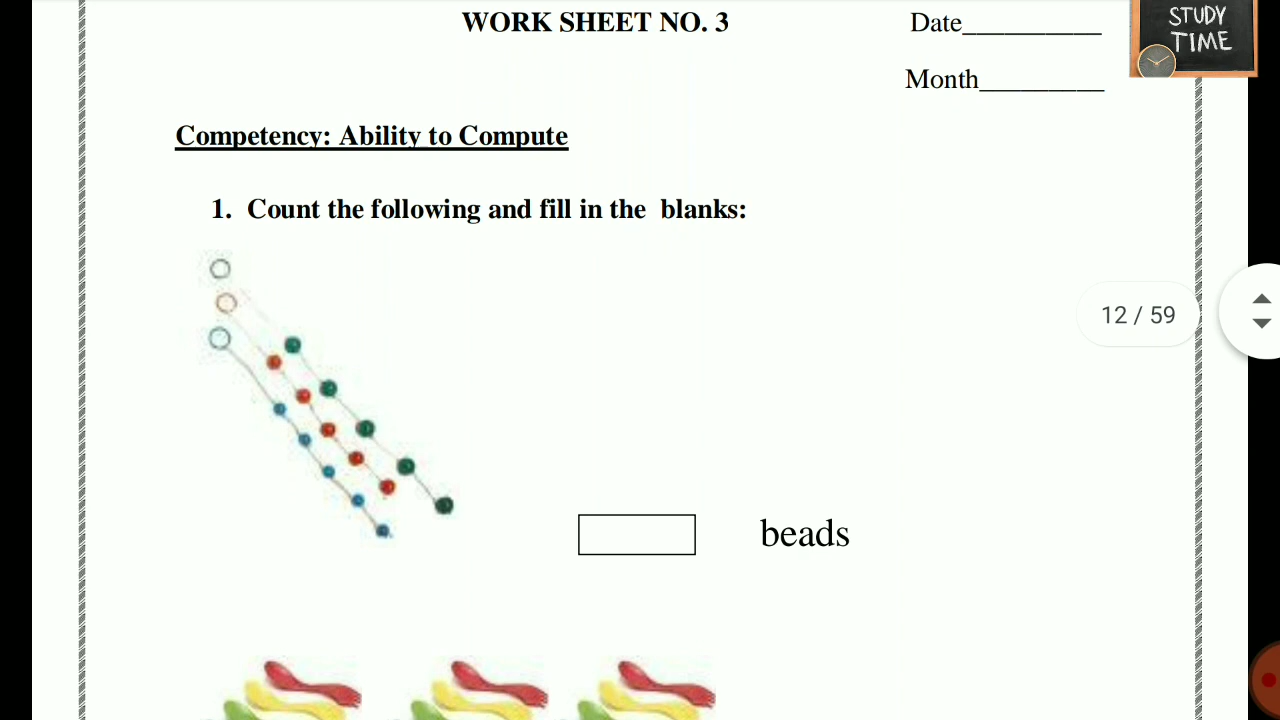 WORK SHEET NO. 3
Date__________
STUDY
TIME
Month_________
Competency: Ability to Compute
1. Count the following and fill in the blanks:
12 / 59
beads